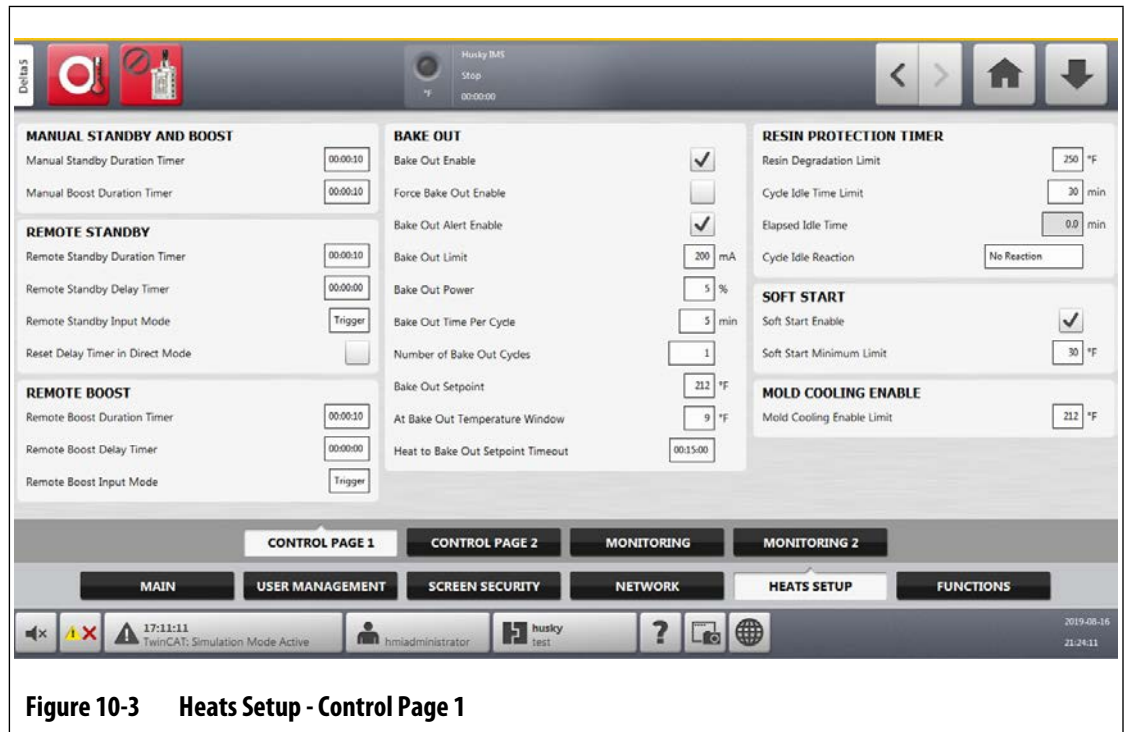 Delta5
Husky IMS
Stop
°F 00:00:00
MANUAL STANDBY AND BOOST
Manual Standby Duration Timer 00:00:10
Manual Boost Duration Timer 00:00:10
REMOTE STANDBY
Remote Standby Duration Timer 00:00:10
Remote Standby Delay Timer 00:00:00
Remote Standby Input Mode Trigger
Reset Delay Timer in Direct Mode
REMOTE BOOST
Remote Boost Duration Timer 00:00:10
Remote Boost Delay Timer 00:00:00
Remote Boost Input Mode Trigger
BAKE OUT
Bake Out Enable
Force Bake Out Enable
Bake Out Alert Enable
Bake Out Limit 200 mA
Bake Out Power 5 %
Bake Out Time Per Cycle 5 min
Number of Bake Out Cycles 1
Bake Out Setpoint 212 °F
At Bake Out Temperature Window 9 °F
Heat to Bake Out Setpoint Timeout 00:15:00
RESIN PROTECTION TIMER
Resin Degradation Limit 250 °F
Cycle Idle Time Limit 30 min
Elapsed Idle Time 0.0 min
Cycle Idle Reaction No Reaction
SOFT START
Soft Start Enable
Soft Start Minimum Limit 30 °F
MOLD COOLING ENABLE
Mold Cooling Enable Limit 212 °F
CONTROL PAGE 1 CONTROL PAGE 2 MONITORING MONITORING 2
MAIN USER MANAGEMENT SCREEN SECURITY NETWORK HEATS SETUP FUNCTIONS
17:11:11
TwinCAT: Simulation Mode Active
hmiadministrator
husky
test
?
2019-08-16
21:24:11
Figure 10-3 Heats Setup - Control Page 1